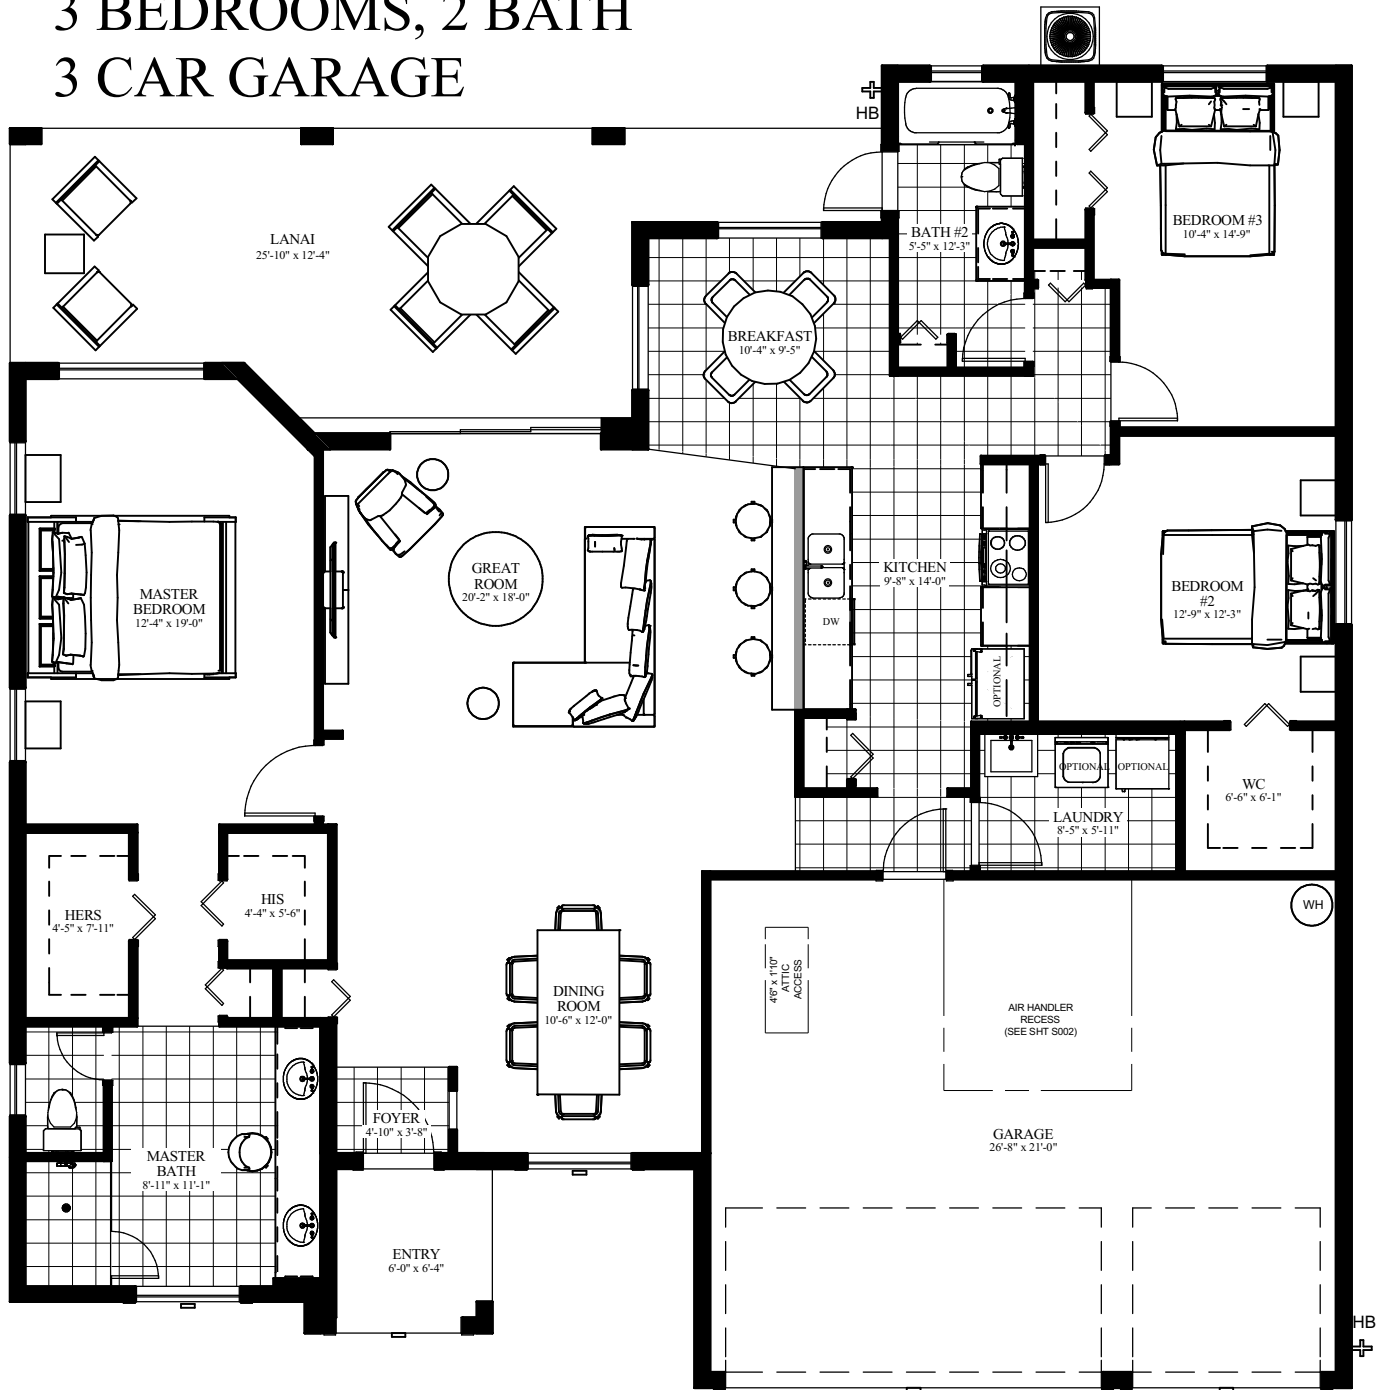 3 BEDROOMS, 2 BATH
3 CAR GARAGE
HB
LANAI
25'-10" x 12'-4"
BATH #2
5'-5" x 12'-3"
BEDROOM #3
10'-4" x 14'-9"
BREAKFAST
10'-4" x 9'-5"
MASTER
BEDROOM
12'-4" x 19'-0"
GREAT
ROOM
20'-2" x 18'-0"
KITCHEN
9'-8" x 14'-0"
DW
OPTIONAL
BEDROOM
#2
12'-9" x 12'-3"
OPTIONAL
OPTIONAL
LAUNDRY
8'-5" x 5'-11"
WC
6'-6" x 6'-1"
HERS
4'-5" x 7'-11"
HIS
4'-4" x 5'-6"
WH
DINING
ROOM
10'-6" x 12'-0"
4'6" x 1'10"
ATTIC
ACCESS
AIR HANDLER
RECESS
(SEE SHT S002)
FOYER
4'-10" x 3'-8"
GARAGE
26'-8" x 21'-0"
MASTER
BATH
8'-11" x 11'-1"
ENTRY
6'-0" x 6'-4"
HB